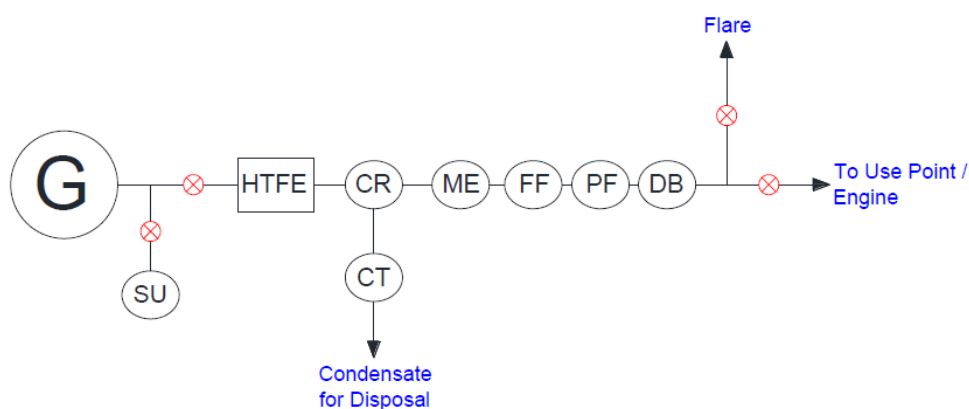 Flare
G
HTFE
CR
ME
FF
PF
DB
To Use Point /
Engine
SU
CT
Condensate
for Disposal